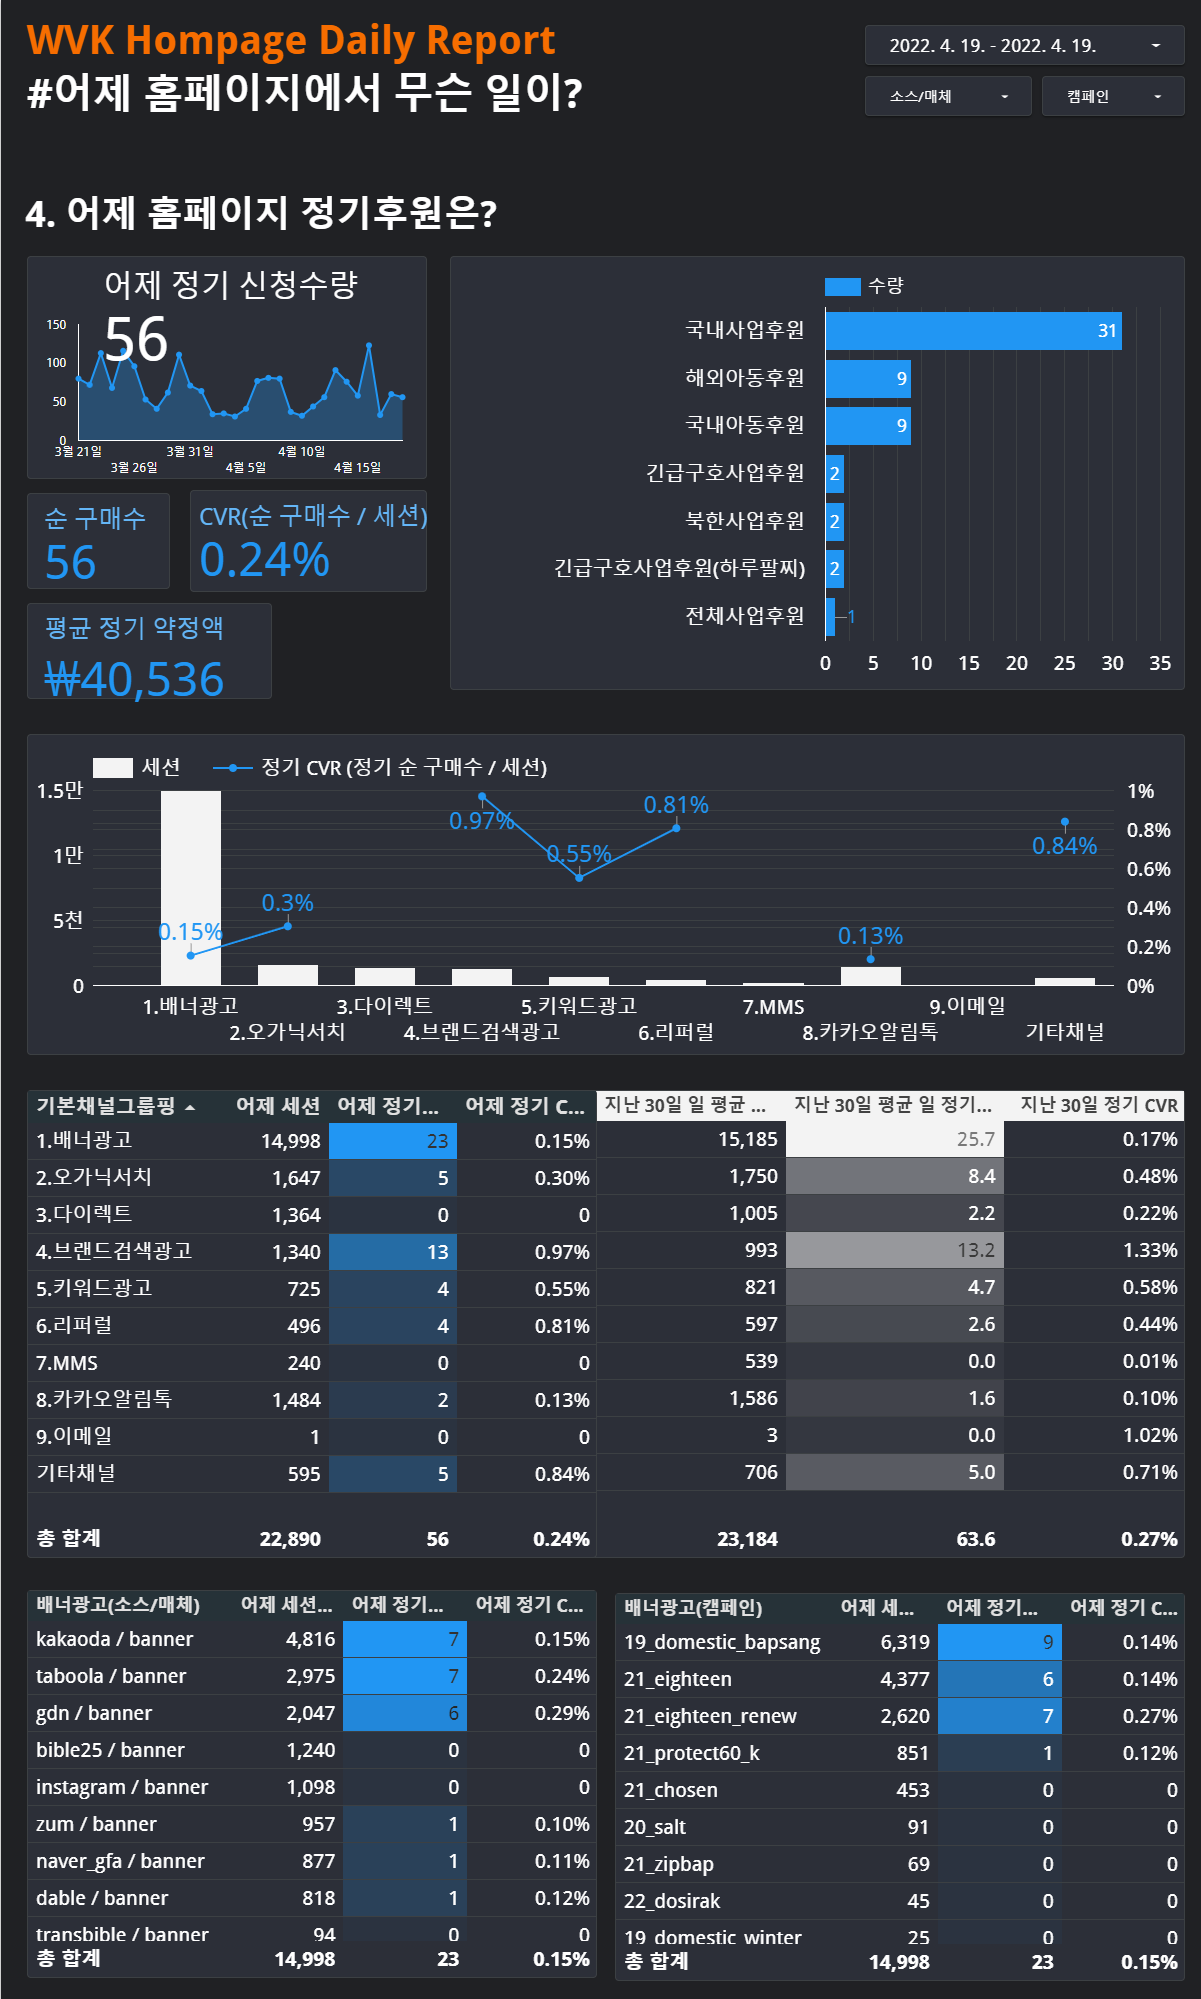 WVK Hompage Daily Report
#어제 홈페이지에서 무슨 일이?
2022. 4. 19. - 2022. 4. 19.
소스/매체 캠페인
4. 어제 홈페이지 정기후원은?
어제 정기 신청수량
56
150
100
50
0
3월 21일 3월 31일 4월 10일
3월 26일 4월 5일 4월 15일
순 구매수
56
CVR(순 구매수 / 세션)
0.24%
평균 정기 약정액
₩40,536
수량
국내사업후원 31
해외아동후원 9
국내아동후원 9
긴급구호사업후원 2
북한사업후원 2
긴급구호사업후원(하루팔찌) 2
전체사업후원 1
0 5 10 15 20 25 30 35
세션 정기 CVR (정기 순 구매수 / 세션)
1.5만 1%
0.97% 0.81% 0.84%
0.8%
1만 0.55%
0.6%
5천 0.3% 0.4%
0.15% 0.13% 0.2%
0 0%
1.배너광고 3.다이렉트 5.키워드광고 7.MMS 9.이메일
2.오가닉서치 4.브랜드검색광고 6.리퍼럴 8.카카오알림톡 기타채널
기본채널그룹핑 어제 세션 어제 정기... 어제 정기 C... 지난 30일 일 평균 ... 지난 30일 평균 일 정기... 지난 30일 정기 CVR
1.배너광고 14,998 23 0.15% 15,185 25.7 0.17%
2.오가닉서치 1,647 5 0.30% 1,750 8.4 0.48%
3.다이렉트 1,364 0 0 1,005 2.2 0.22%
4.브랜드검색광고 1,340 13 0.97% 993 13.2 1.33%
5.키워드광고 725 4 0.55% 821 4.7 0.58%
6.리퍼럴 496 4 0.81% 597 2.6 0.44%
7.MMS 240 0 0 539 0.0 0.01%
8.카카오알림톡 1,484 2 0.13% 1,586 1.6 0.10%
9.이메일 1 0 0 3 0.0 1.02%
기타채널 595 5 0.84% 706 5.0 0.71%
총 합계 22,890 56 0.24% 23,184 63.6 0.27%
배너광고(소스/매체) 어제 세션... 어제 정기... 어제 정기 C...
kakaoda / banner 4,816 7 0.15%
taboola / banner 2,975 7 0.24%
gdn / banner 2,047 6 0.29%
bible25 / banner 1,240 0 0
instagram / banner 1,098 0 0
zum / banner 957 1 0.10%
naver_gfa / banner 877 1 0.11%
dable / banner 818 1 0.12%
transbible / banner 94 0 0
총 합계 14,998 23 0.15%
배너광고(캠페인) 어제 세... 어제 정기... 어제 정기 C...
19_domestic_bapsang 6,319 9 0.14%
21_eighteen 4,377 6 0.14%
21_eighteen_renew 2,620 7 0.27%
21_protect60_k 851 1 0.12%
21_chosen 453 0 0
20_salt 91 0 0
21_zipbap 69 0 0
22_dosirak 45 0 0
19_domestic_winter 25 0 0
총 합계 14,998 23 0.15%